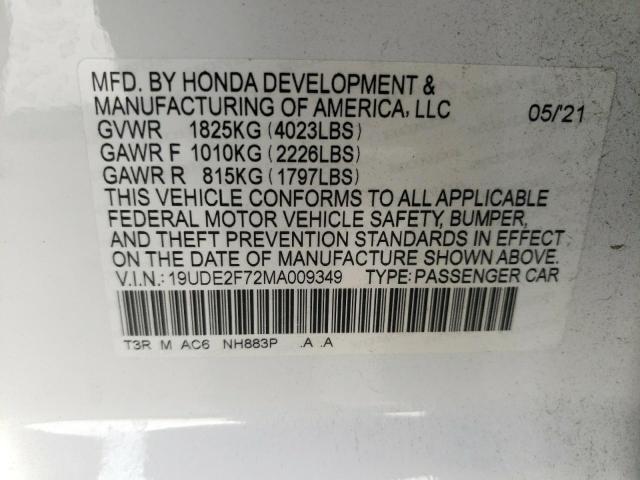 MFD. BY HONDA DEVELOPMENT &
MANUFACTURING OF AMERICA, LLC 05/'21
GVWR 1825KG (4023LBS)
GAWR F 1010KG (2226LBS)
GAWR R 815KG (1797LBS)
THIS VEHICLE CONFORMS TO ALL APPLICABLE
FEDERAL MOTOR VEHICLE SAFETY, BUMPER,
AND THEFT PREVENTION STANDARDS IN EFFECT
ON THE DATE OF MANUFACTURE SHOWN ABOVE.
V.I.N.:19UDE2F72MA009349 TYPE:PASSENGER CAR
T3R M AC6 NH883P .A .A